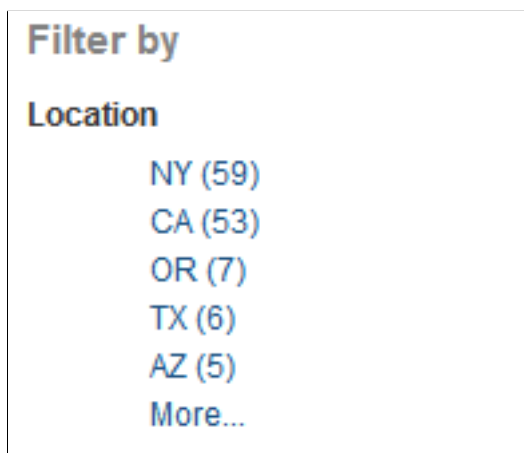 Filter by
Location
NY (59)
CA (53)
OR (7)
TX (6)
AZ (5)
More...